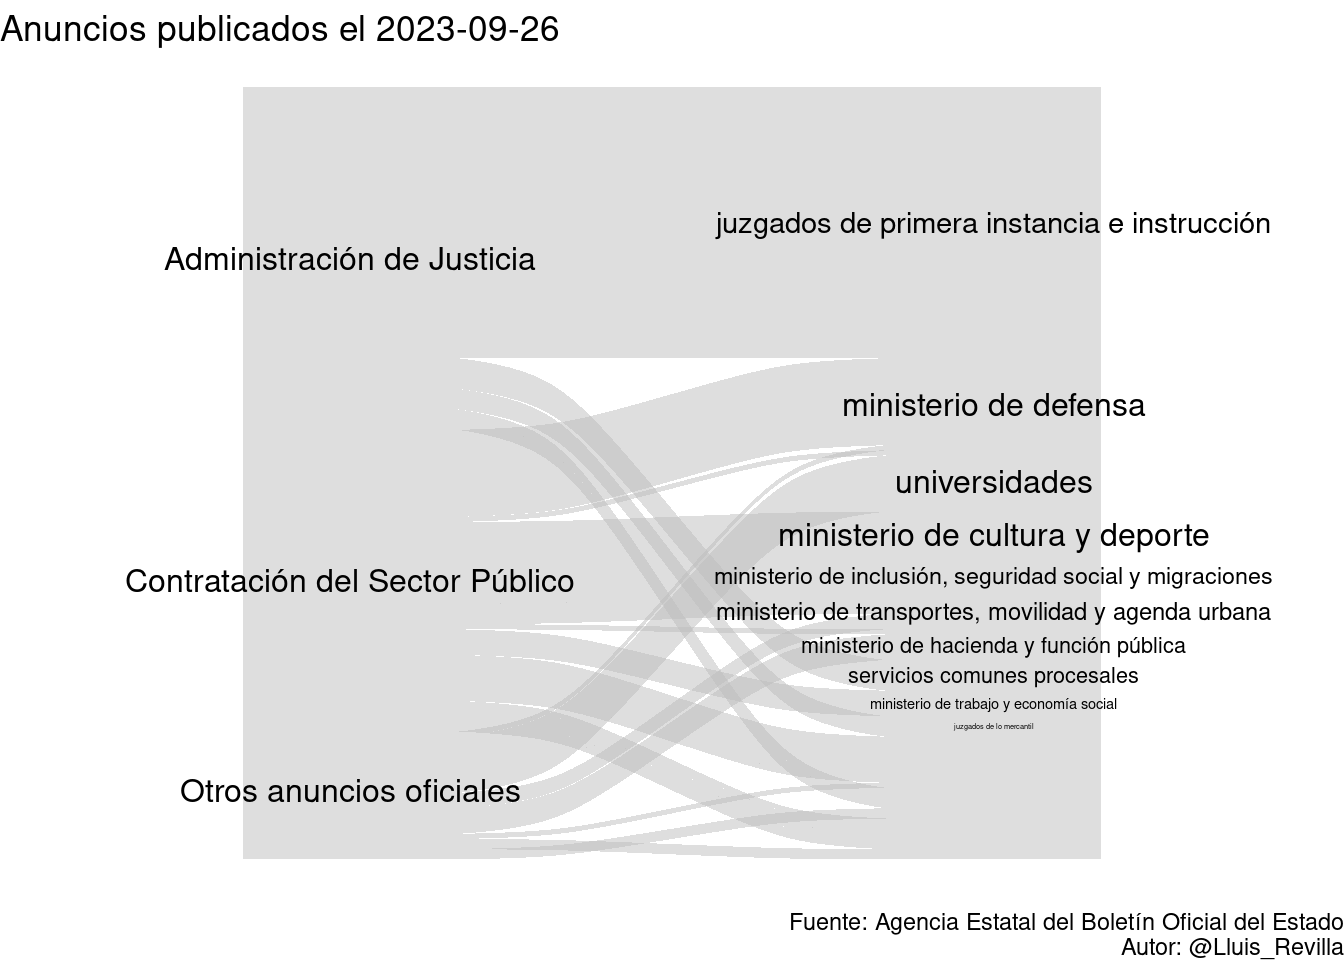 Anuncios publicados el 2023-09-26
juzgados de primera instancia e instrucción
Administración de Justicia
ministerio de defensa
universidades
ministerio de cultura y deporte
ministerio de inclusión, seguridad social y migraciones
Contratación del Sector Público
ministerio de transportes, movilidad y agenda urbana
ministerio de hacienda y función pública
servicios comunes procesales
ministerio de trabajo y economía social
juzgados de lo mercantil
Otros anuncios oficiales
Fuente: Agencia Estatal del Boletín Oficial del Estado
Autor: @Lluis_Revilla